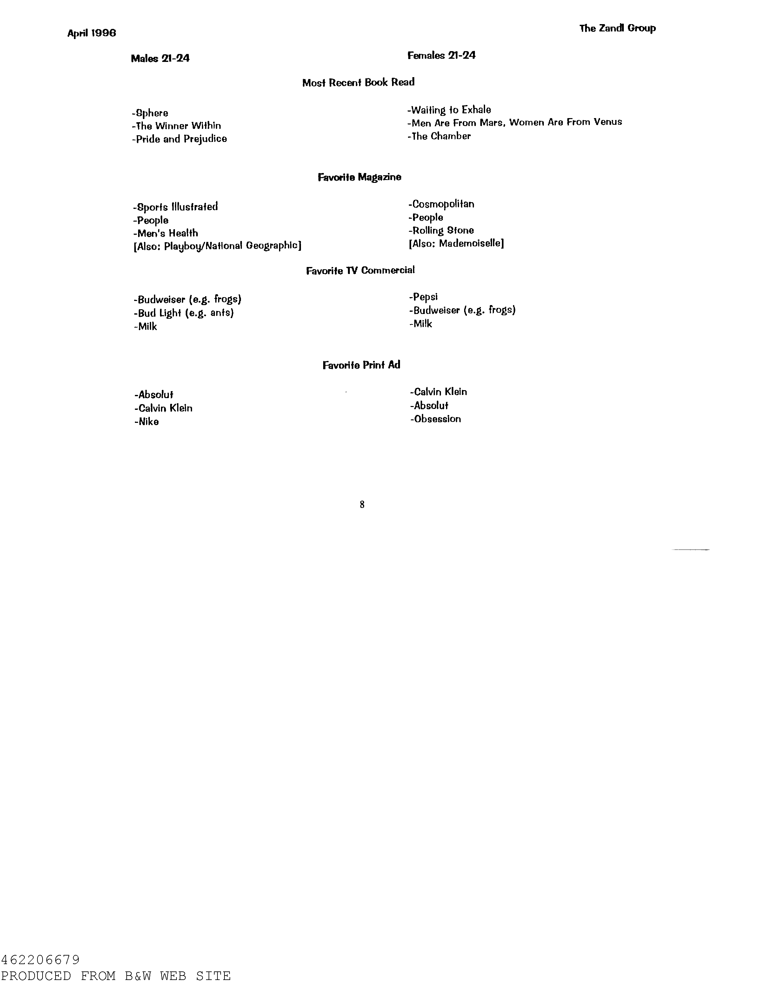 April 1996
The Zandl Group
Males 21-24
Females 21-24
Most Recent Book Read
-Sphere
-The Winner Within
-Pride and Prejudice
-Waiting to Exhale
-Men Are From Mars, Women Are From Venus
-The Chamber
Favorite Magazine
-Sports Illustrated
-People
-Men's Health
[Also: Playboy/National Geographic]
-Cosmopolitan
-People
-Rolling Stone
[Also: Mademoiselle]
Favorite TV Commercial
-Budweiser (e.g. frogs)
-Bud Light (e.g. ants)
-Milk
-Pepsi
-Budweiser (e.g. frogs)
-Milk
Favorite Print Ad
-Absolut
-Calvin Klein
-Nike
-Calvin Klein
-Absolut
-Obsession
8
462206679
PRODUCED FROM B&W WEB SITE